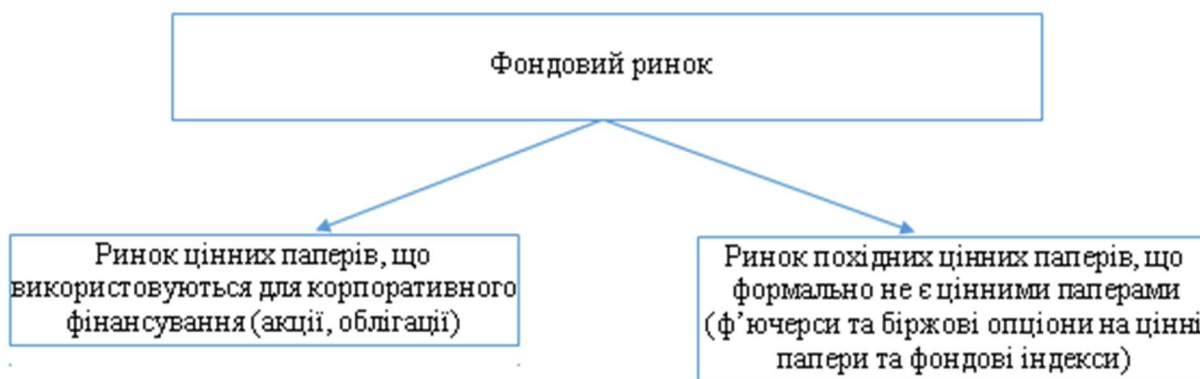 Фондовий ринок
Ринок цінних паперів, що
використовуються для корпоративного
фінансування (акції, облігації)
Ринок похідних цінних паперів, що
формально не є цінними паперами
(ф’ючерси та біржові опціони на цінні
папери та фондові індекси)